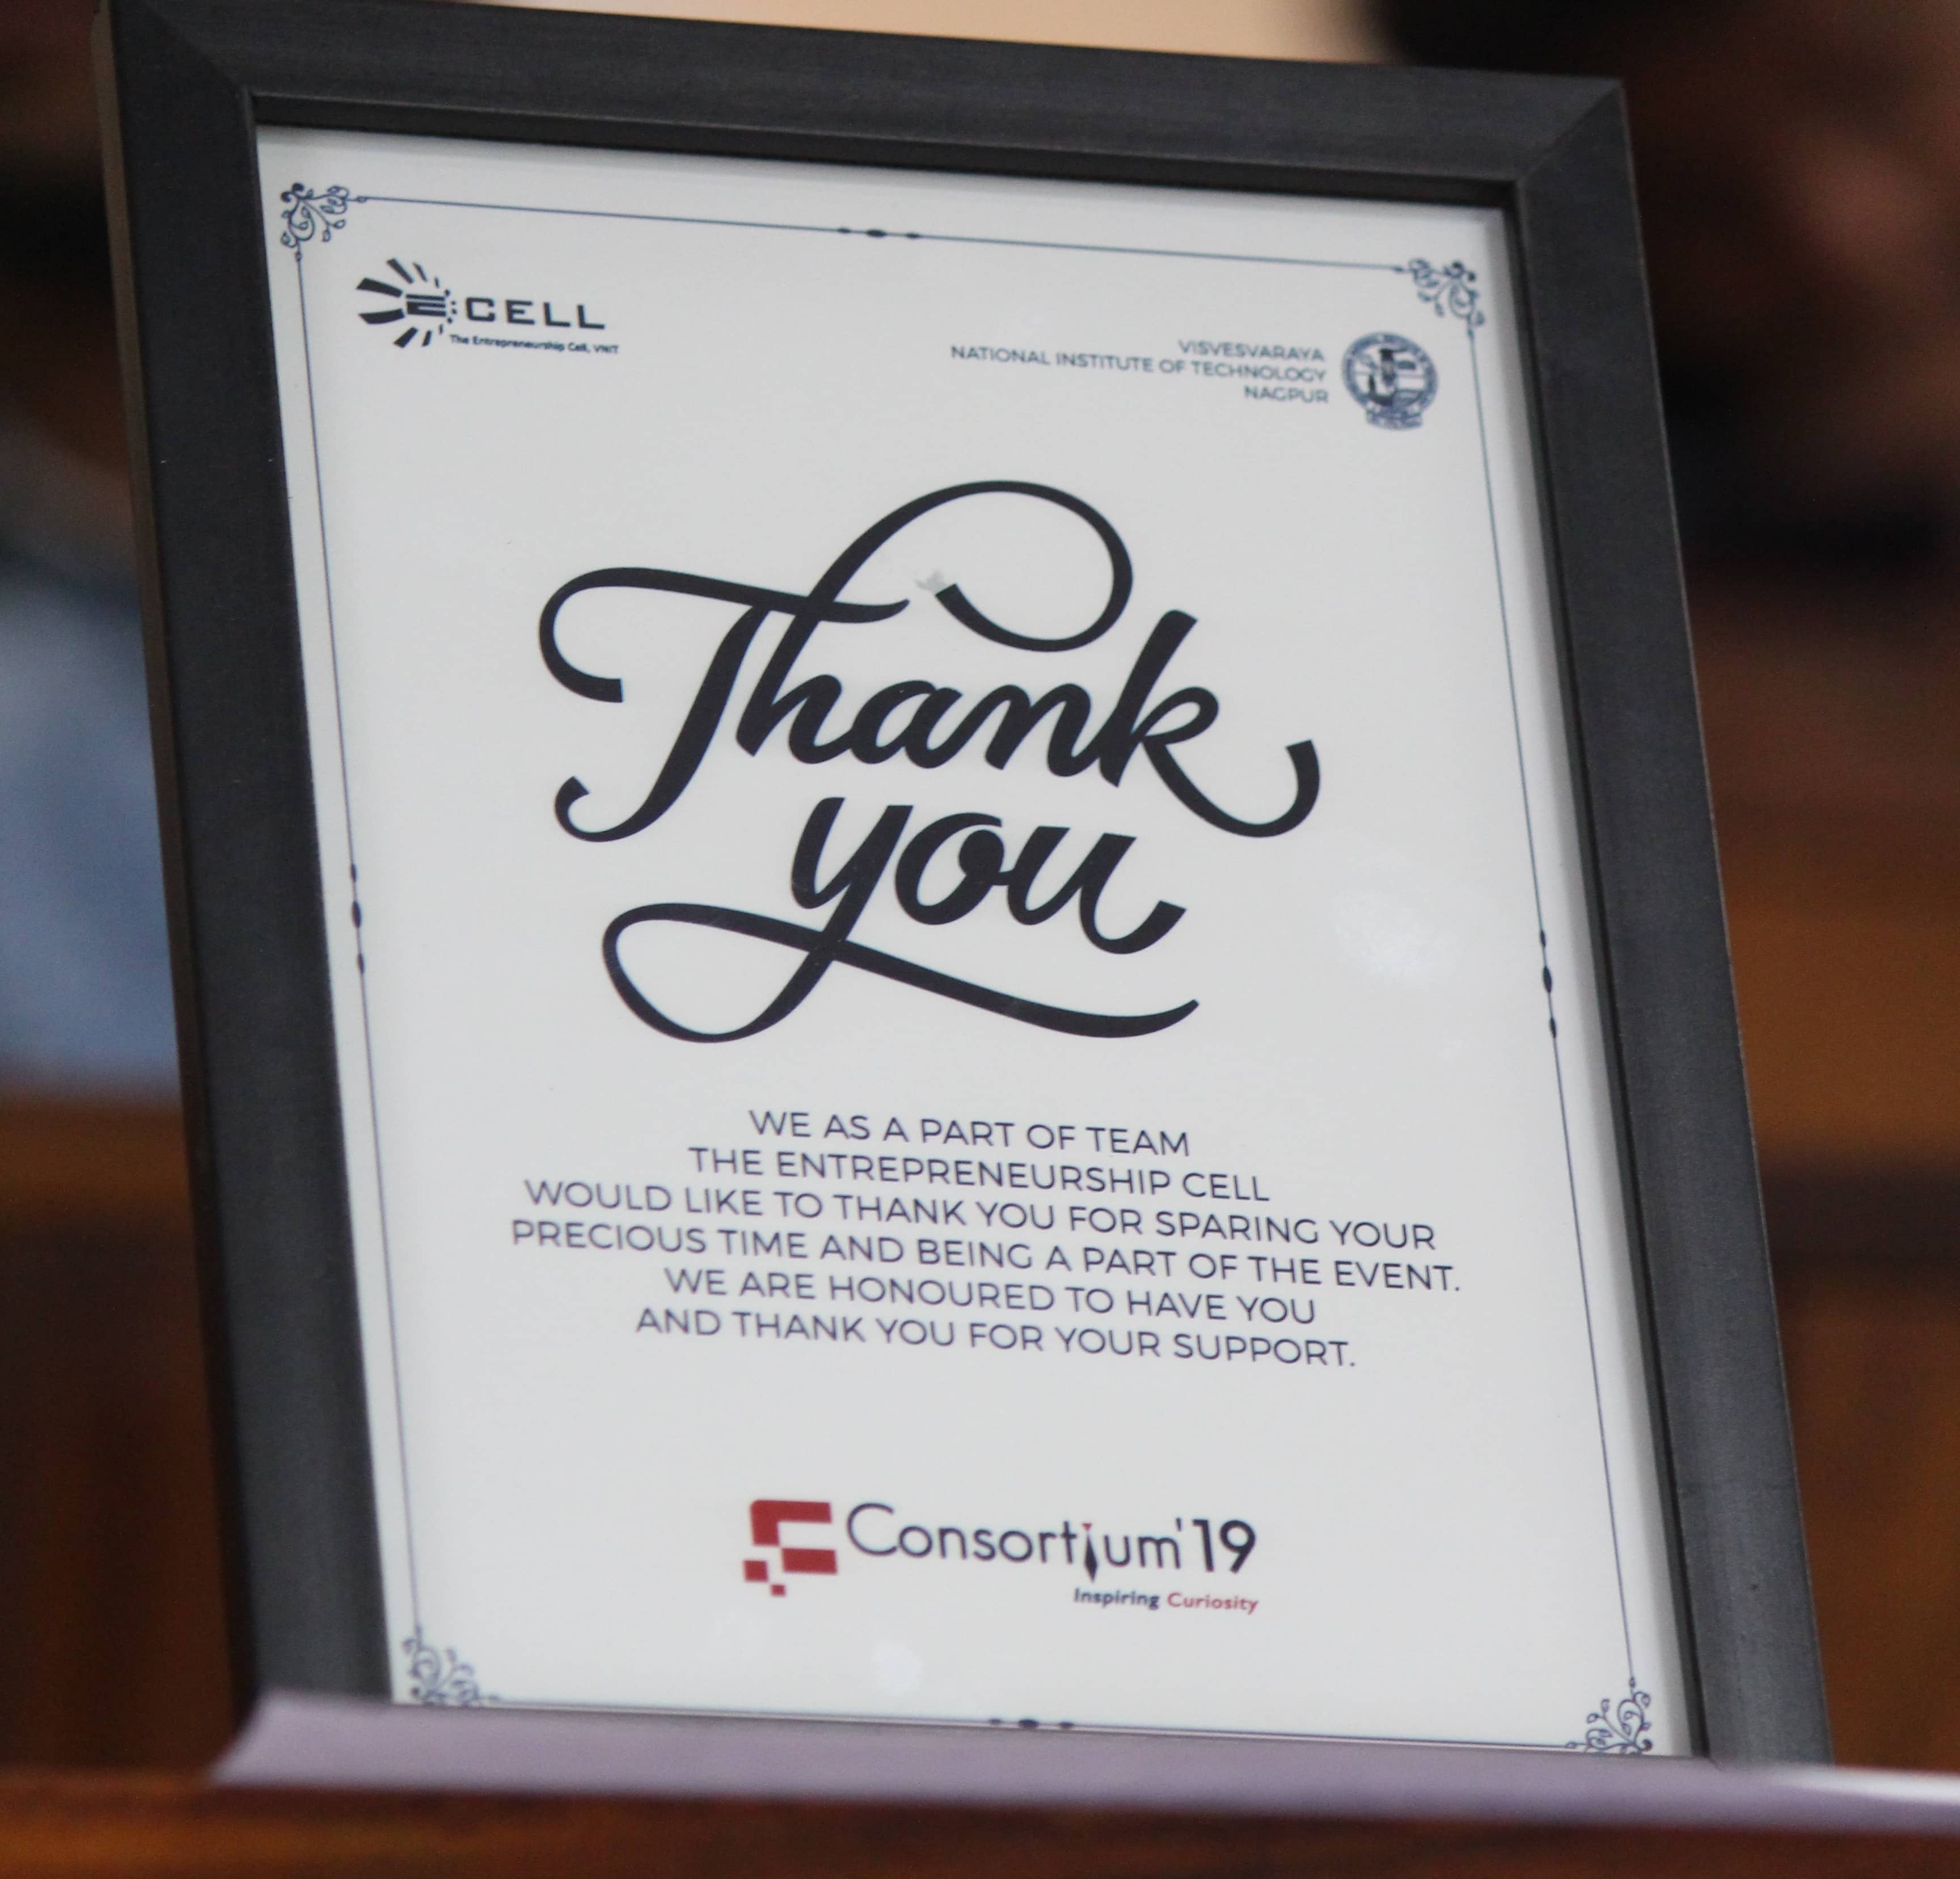 E CELL
The Entrepreneurship Cell, VNIT
VISVESVARAYA
NATIONAL INSTITUTE OF TECHNOLOGY
NAGPUR
Thank
you
WE AS A PART OF TEAM
THE ENTREPRENEURSHIP CELL
WOULD LIKE TO THANK YOU FOR SPARING YOUR
PRECIOUS TIME AND BEING A PART OF THE EVENT.
WE ARE HONOURED TO HAVE YOU
AND THANK YOU FOR YOUR SUPPORT.
Consortium'19
Inspiring Curiosity